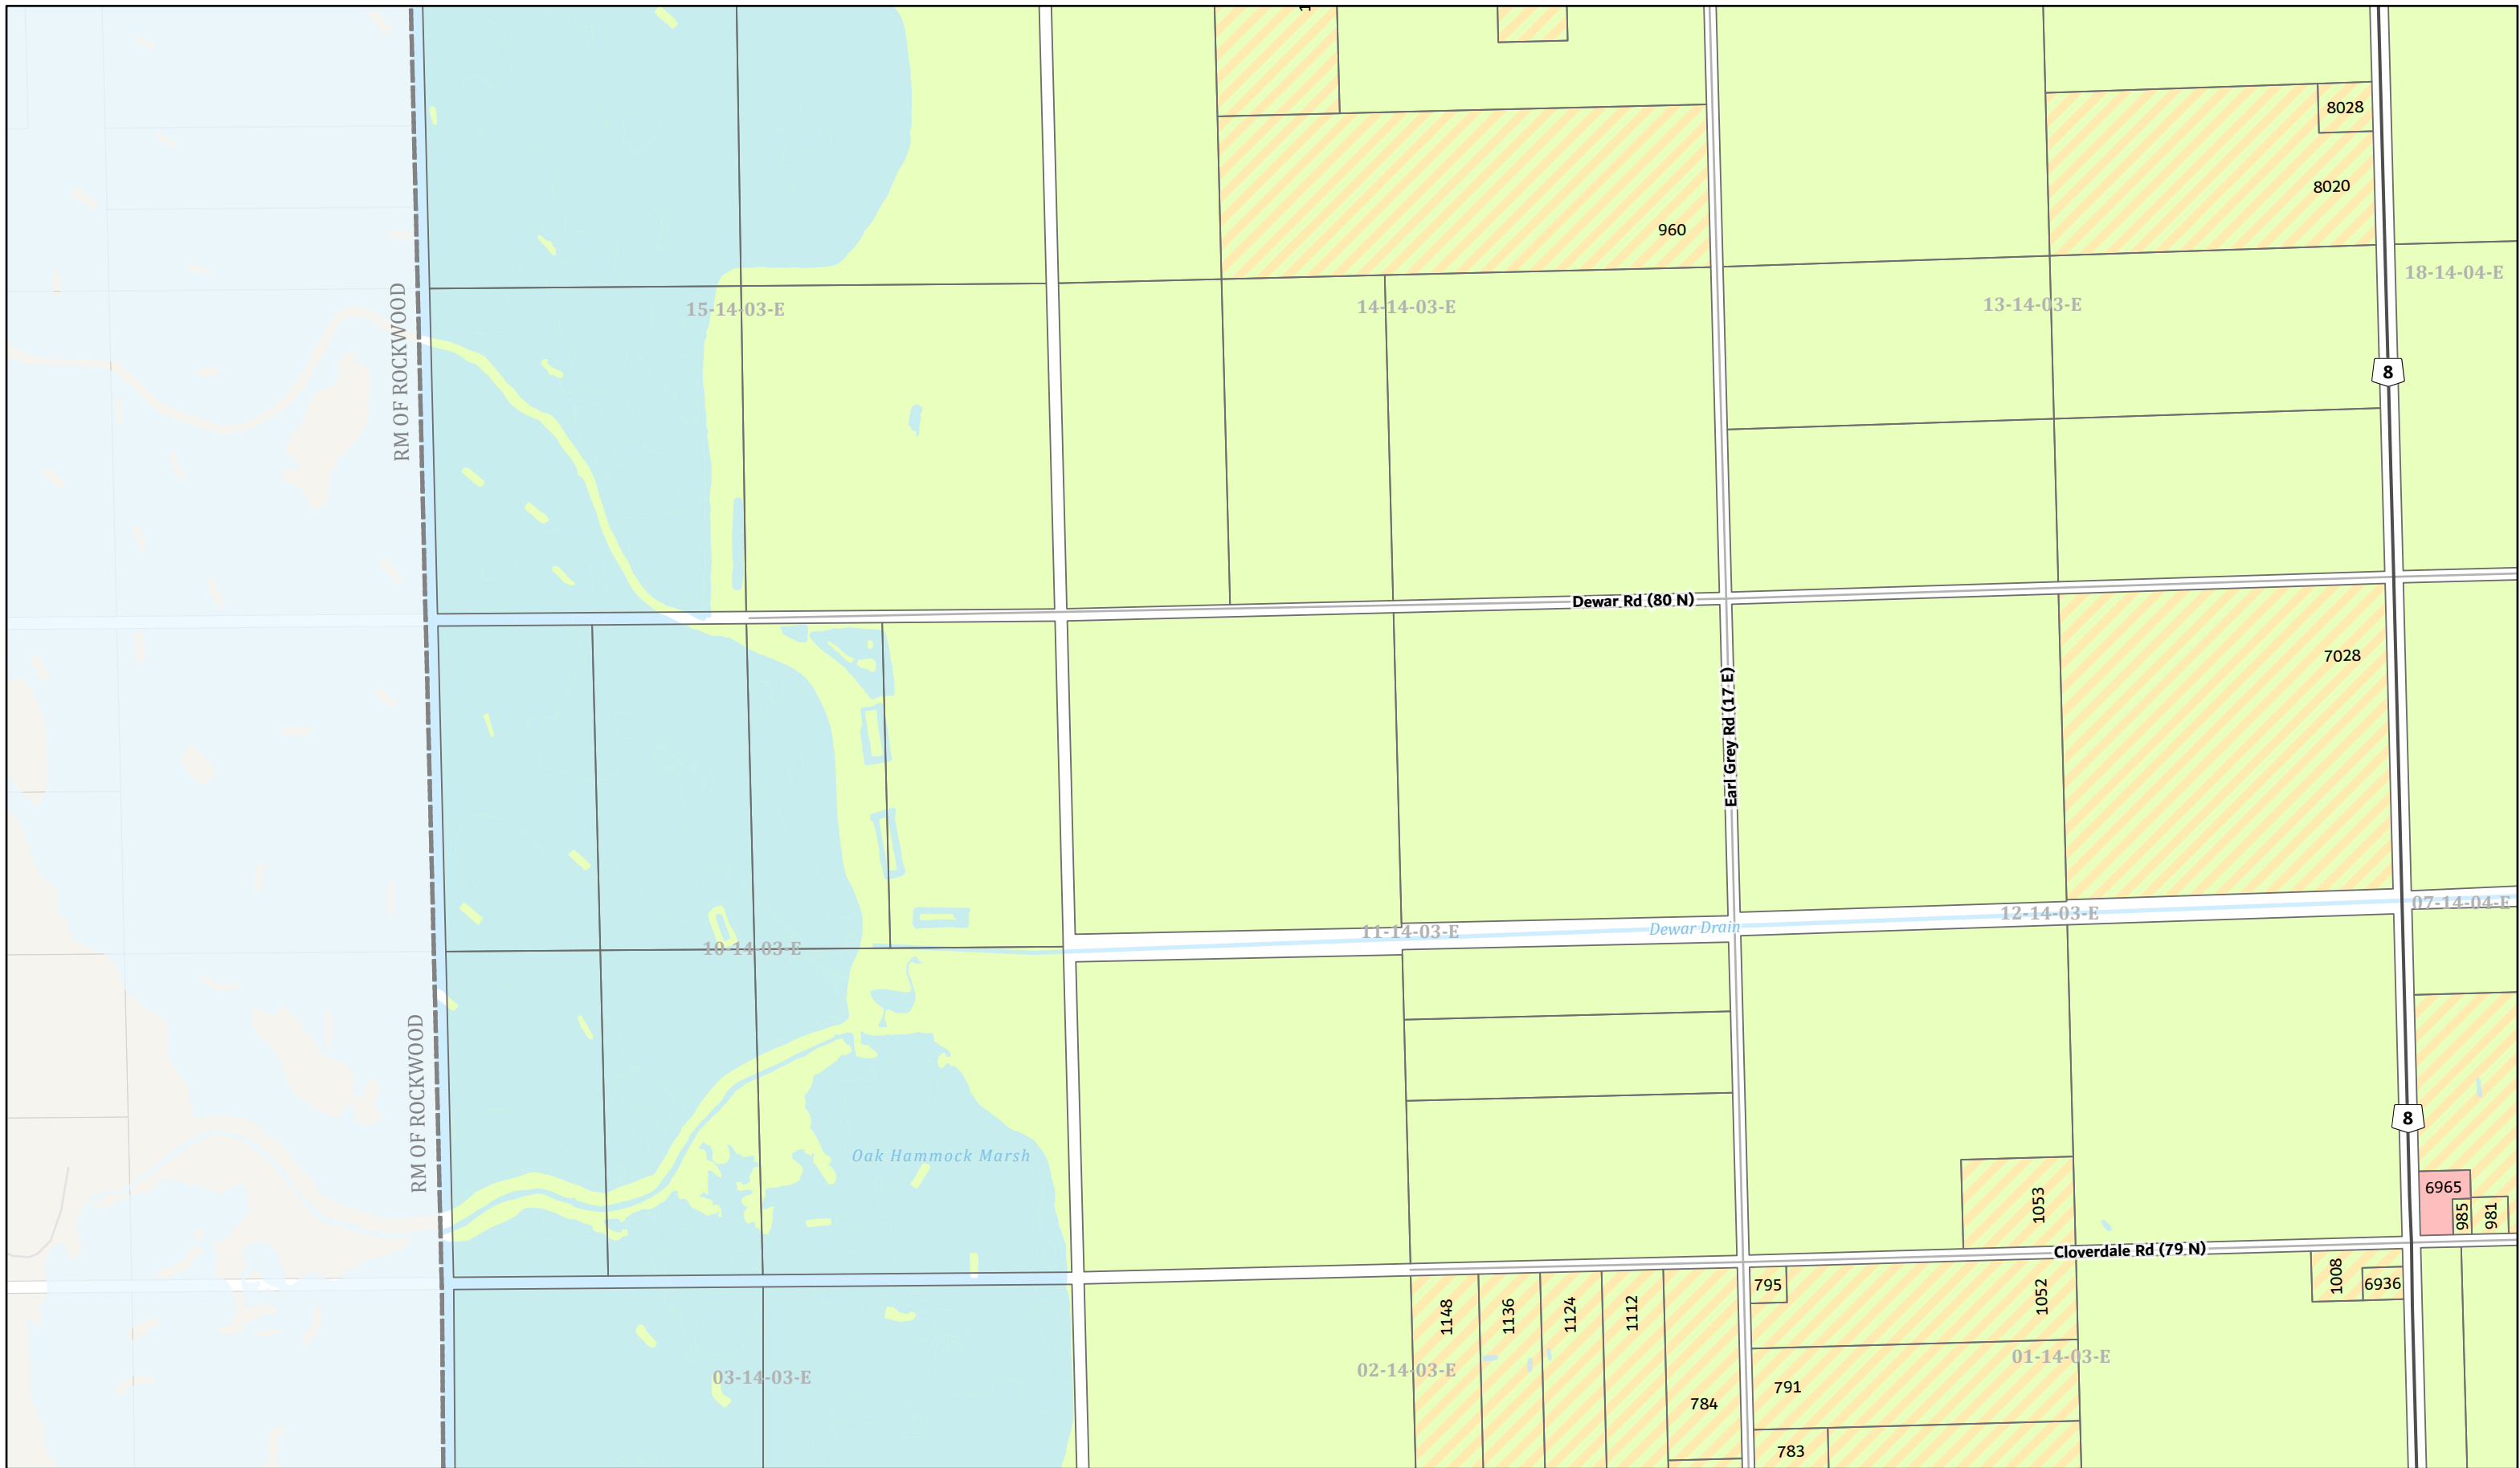 8028
8020
960
18-14-04-E
RM OF ROCKWOOD
15-14-03-E
14-14-03-E
13-14-03-E
8
Dewar Rd (80 N)
7028
Earl Grey Rd (17 E)
07-14-04-E
12-14-03-E
11-14-03-E
Dewar Drain
10-14-03-E
RM OF ROCKWOOD
8
Oak Hammock Marsh
6965
1053
985
981
Cloverdale Rd (79 N)
795
1008
6936
1052
1148
1136
1124
1112
01-14-03-E
02-14-03-E
03-14-03-E
791
784
783